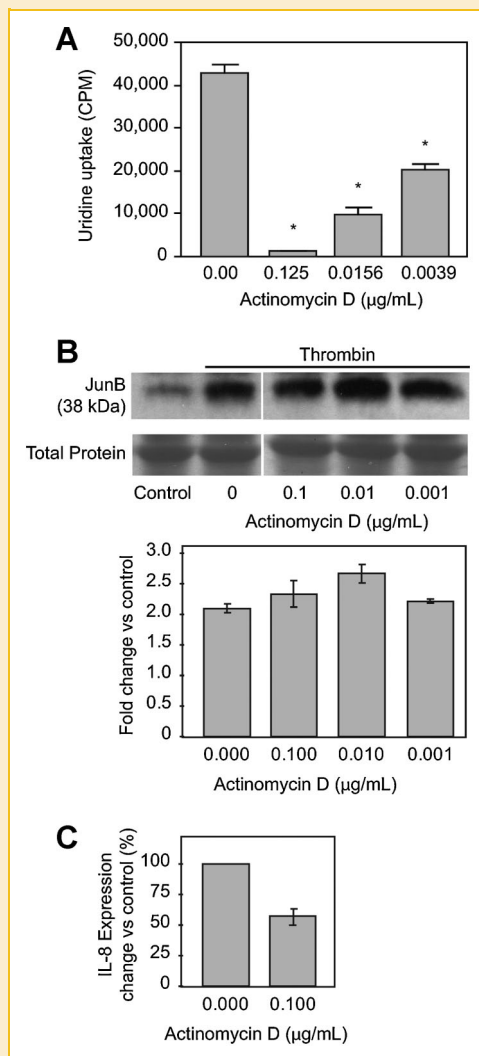 A
Uridine uptake (CPM)
50,000
40,000
30,000
20,000
10,000
0
*
*
*
0.00 0.125 0.0156 0.0039
Actinomycin D (µg/mL)
B
Thrombin
JunB
(38 kDa)
Total Protein
Control 0 0.1 0.01 0.001
Actinomycin D (µg/mL)
Fold change vs control
3.0
2.5
2.0
1.5
1.0
0.5
0
0.000 0.100 0.010 0.001
Actinomycin D (µg/mL)
C
IL-8 Expression
change vs control (%)
100
75
50
25
0
0.000 0.100
Actinomycin D (µg/mL)